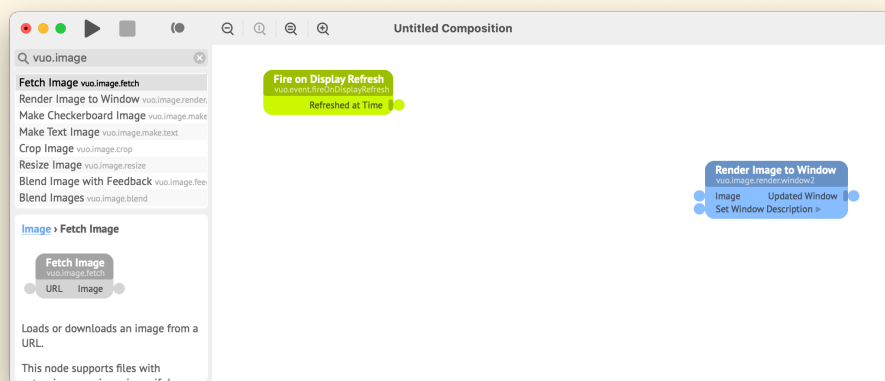 Untitled Composition
vuo.image
Fetch Image vuo.image.fetch
Render Image to Window vuo.image.render.
Make Checkerboard Image vuo.image.make
Make Text Image vuo.image.make.text
Crop Image vuo.image.crop
Resize Image vuo.image.resize
Blend Image with Feedback vuo.image.fee
Blend Images vuo.image.blend
Image › Fetch Image
Fetch Image
vuo.image.fetch
URL Image
Loads or downloads an image from a
URL.
This node supports files with
Fire on Display Refresh
vuo.event.fireOnDisplayRefresh
Refreshed at Time
Render Image to Window
vuo.image.render.window2
Image Updated Window
Set Window Description ▸